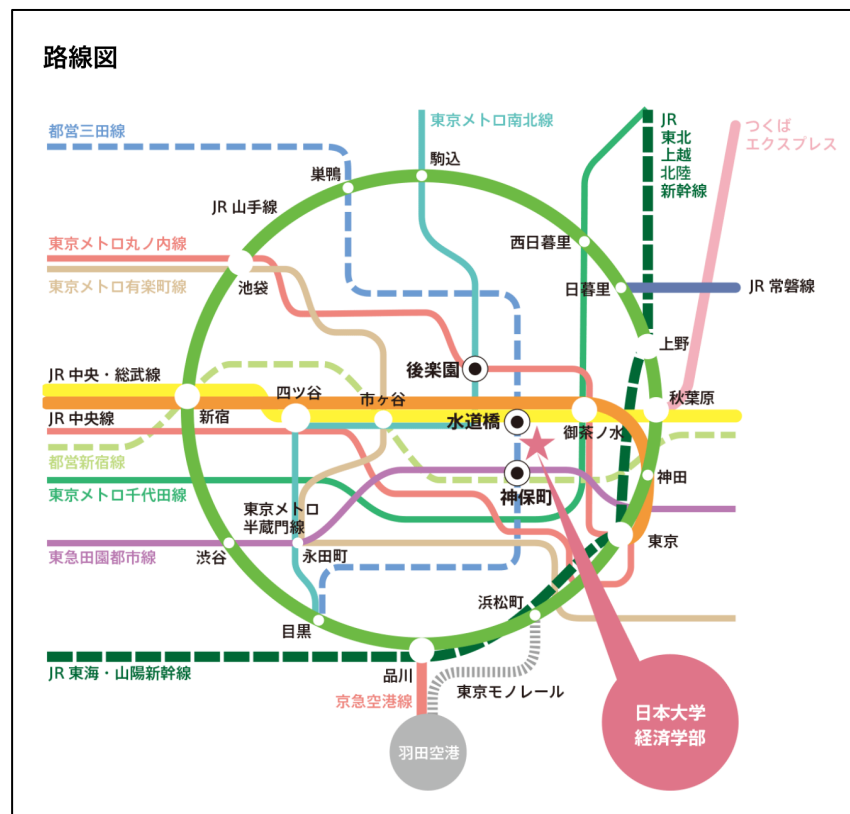 路線図
都営三田線
東京メトロ南北線
JR
東北
上越
北陸
新幹線
つくば
エクスプレス
駒込
巣鴨
JR 山手線
東京メトロ丸ノ内線
西日暮里
東京メトロ有楽町線
池袋
日暮里
JR 常磐線
上野
後楽園
JR 中央・総武線
四ツ谷
市ヶ谷
秋葉原
新宿
JR 中央線
水道橋
御茶ノ水
都営新宿線
神田
東京メトロ千代田線
神保町
東京メトロ
半蔵門線
東急田園都市線
渋谷
永田町
東京
浜松町
目黒
JR 東海・山陽新幹線
品川
東京モノレール
京急空港線
日本大学
経済学部
羽田空港